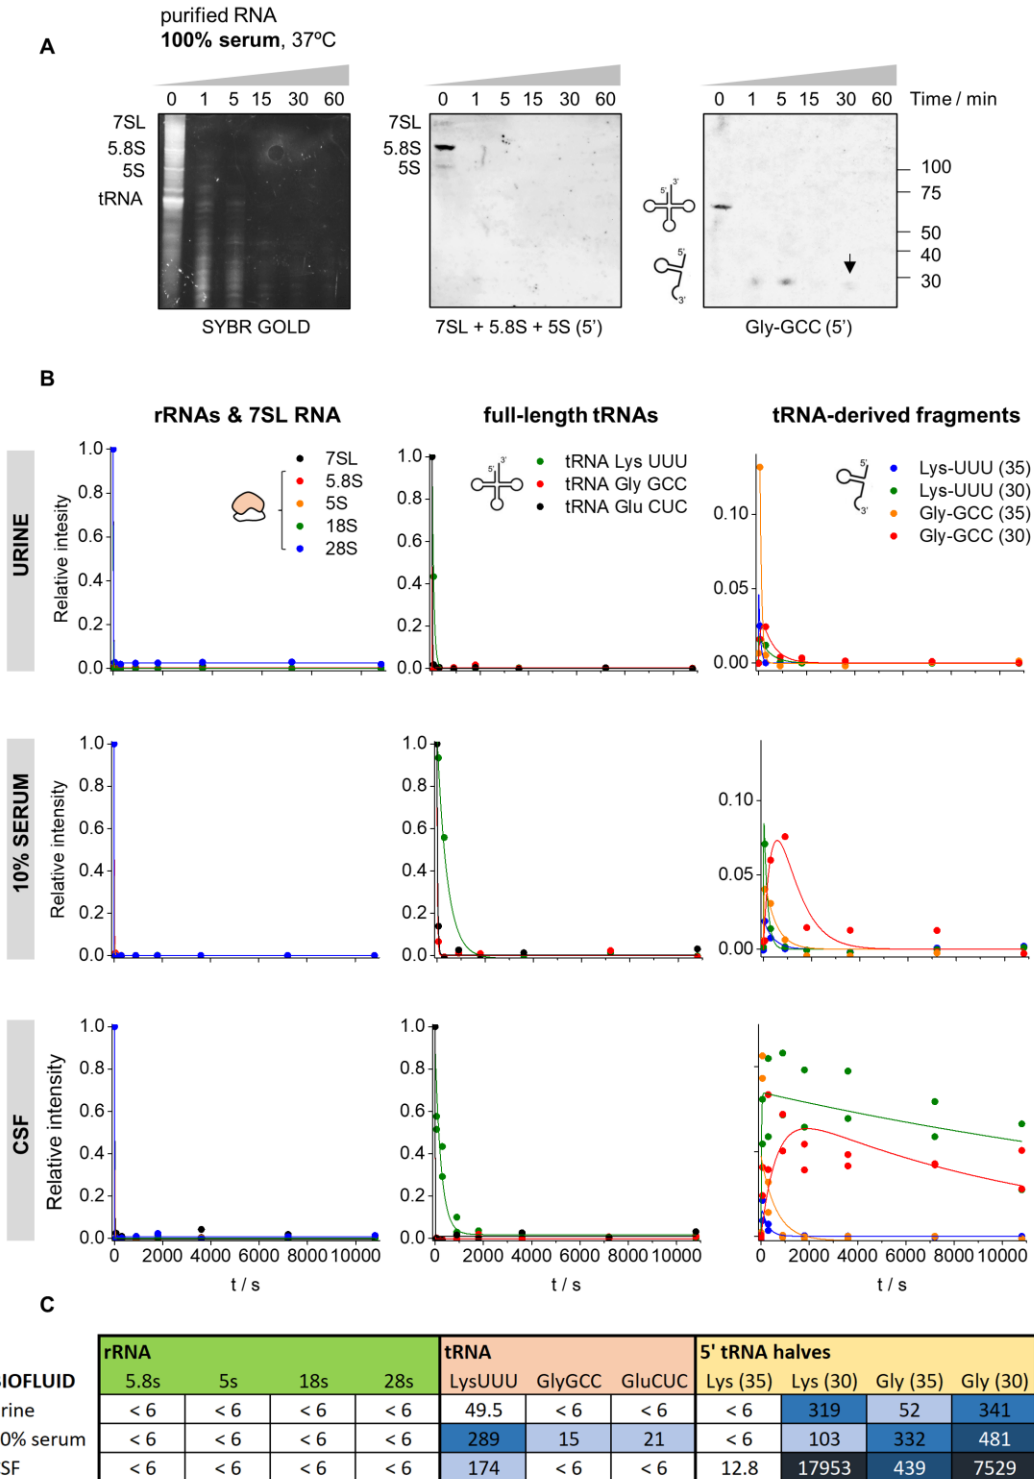 purified RNA
100% serum, 37ºC
A
0 1 5 15 30 60
0 1 5 15 30 60
0 1 5 15 30 60 Time / min
7SL
5.8S
5S
tRNA
7SL
5.8S
5S
3'
5'
5'
3'
100
75
50
40
30
SYBR GOLD
7SL + 5.8S + 5S (5')
Gly-GCC (5')
B
rRNAs & 7SL RNA
full-length tRNAs
tRNA-derived fragments
URINE
Relative intesity
1.0
0.8
0.6
0.4
0.2
0.0
7SL
5.8S
5S
18S
28S
1.0
0.8
0.6
0.4
0.2
0.0
5' 3'
tRNA Lys UUU
tRNA Gly GCC
tRNA Glu CUC
0.10
0.05
0.00
5'
3'
Lys-UUU (35)
Lys-UUU (30)
Gly-GCC (35)
Gly-GCC (30)
10% SERUM
Relative intensity
1.0
0.8
0.6
0.4
0.2
0.0
1.0
0.8
0.6
0.4
0.2
0.0
0.10
0.05
0.00
CSF
Relative intensity
1.0
0.8
0.6
0.4
0.2
0.0
0 2000 4000 6000 8000 10000
t / s
1.0
0.8
0.6
0.4
0.2
0.0
0 2000 4000 6000 8000 10000
t / s
0 2000 4000 6000 8000 10000
t / s
C
rRNA tRNA 5' tRNA halves
IOFLUID 5.8s 5s 18s 28s LysUUU GlyGCC GluCUC Lys (35) Lys (30) Gly (35) Gly (30)
rine < 6 < 6 < 6 < 6 49.5 < 6 < 6 < 6 319 52 341
0% serum < 6 < 6 < 6 < 6 289 15 21 < 6 103 332 481
SF < 6 < 6 < 6 < 6 174 < 6 < 6 12.8 17953 439 7529